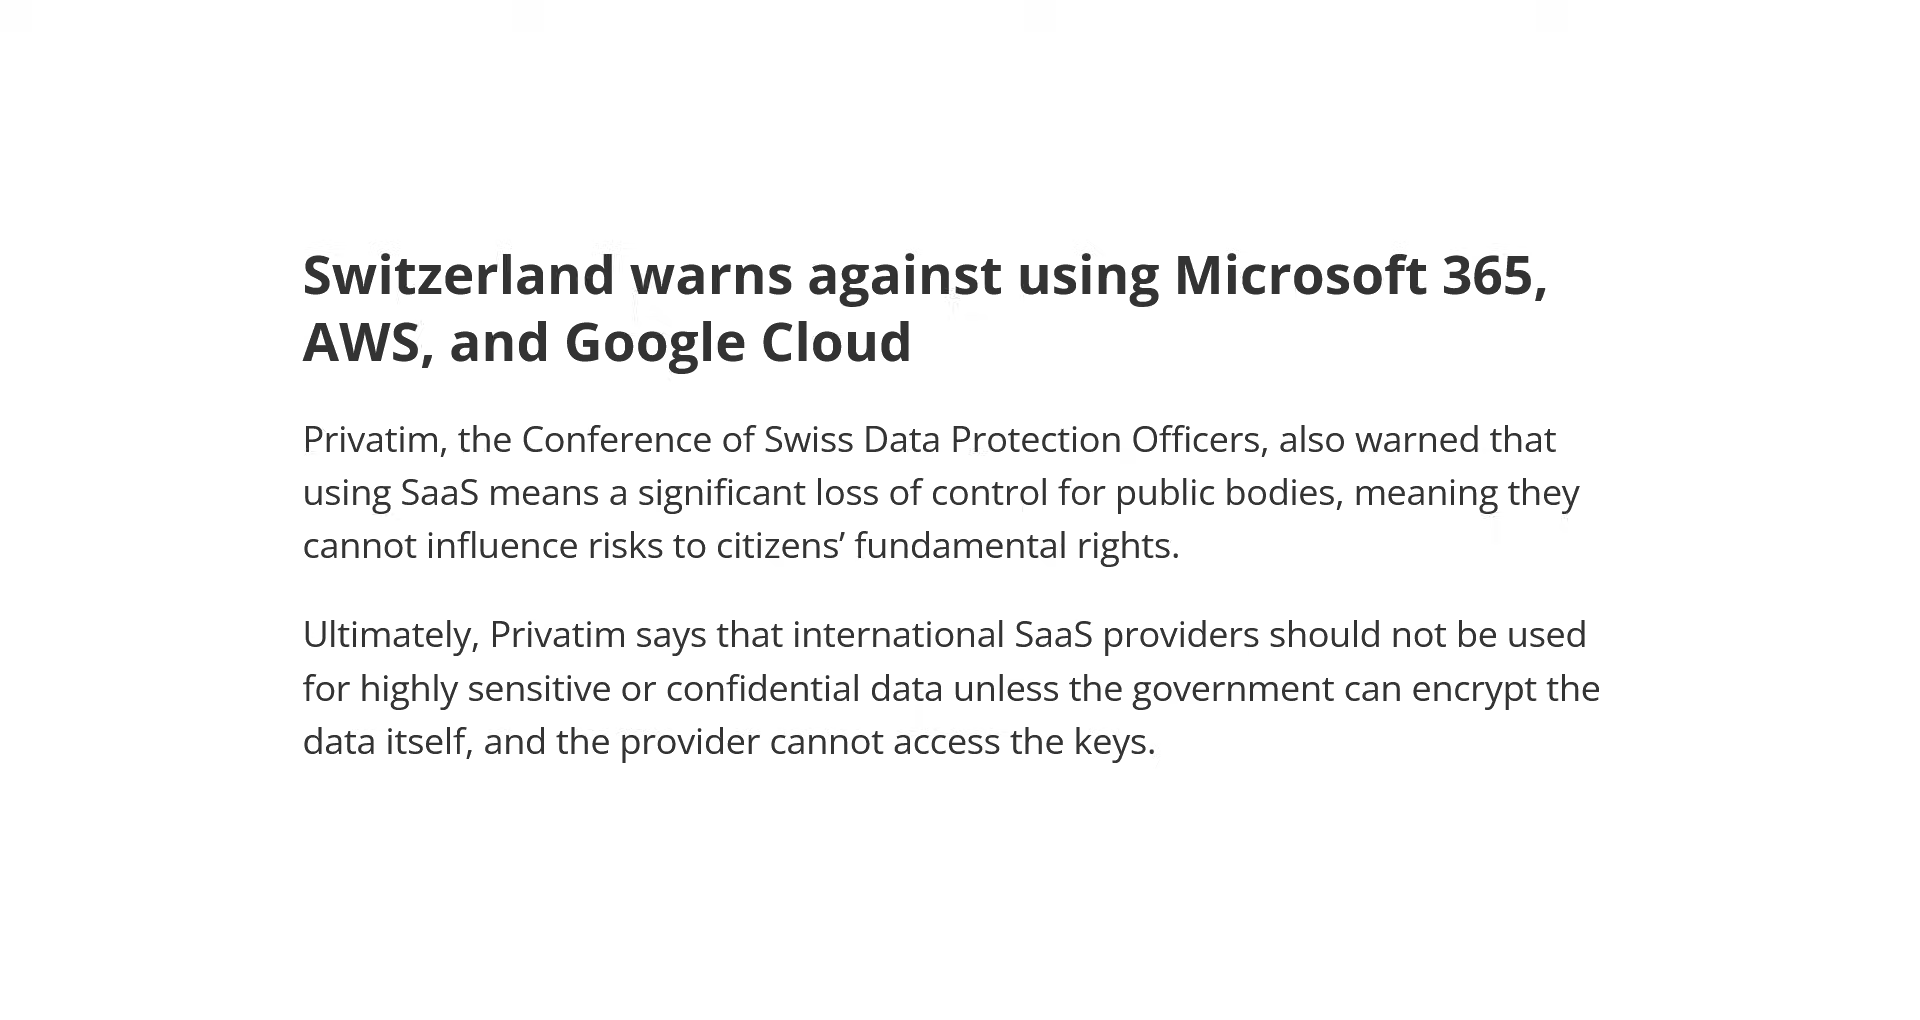 Switzerland warns against using Microsoft 365,
AWS, and Google Cloud
Privatim, the Conference of Swiss Data Protection Officers, also warned that
using SaaS means a significant loss of control for public bodies, meaning they
cannot influence risks to citizens’ fundamental rights.
Ultimately, Privatim says that international SaaS providers should not be used
for highly sensitive or confidential data unless the government can encrypt the
data itself, and the provider cannot access the keys.